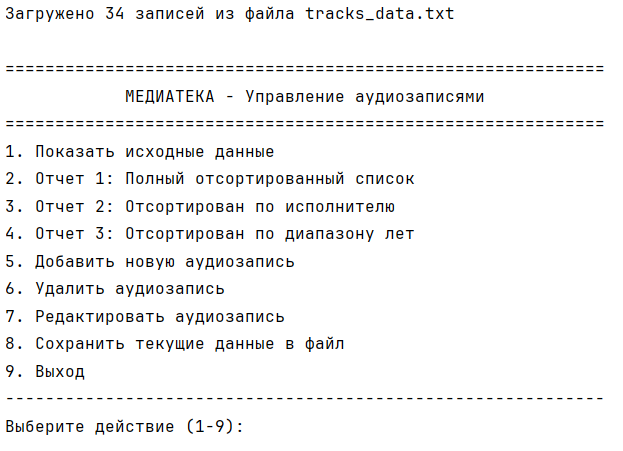 Загружено 34 записей из файла tracks_data.txt
============================================================
МЕДИАТЕКА - Управление аудиозаписями
============================================================
1. Показать исходные данные
2. Отчет 1: Полный отсортированный список
3. Отчет 2: Отсортирован по исполнителю
4. Отчет 3: Отсортирован по диапазону лет
5. Добавить новую аудиозапись
6. Удалить аудиозапись
7. Редактировать аудиозапись
8. Сохранить текущие данные в файл
9. Выход
------------------------------------------------------------
Выберите действие (1-9):